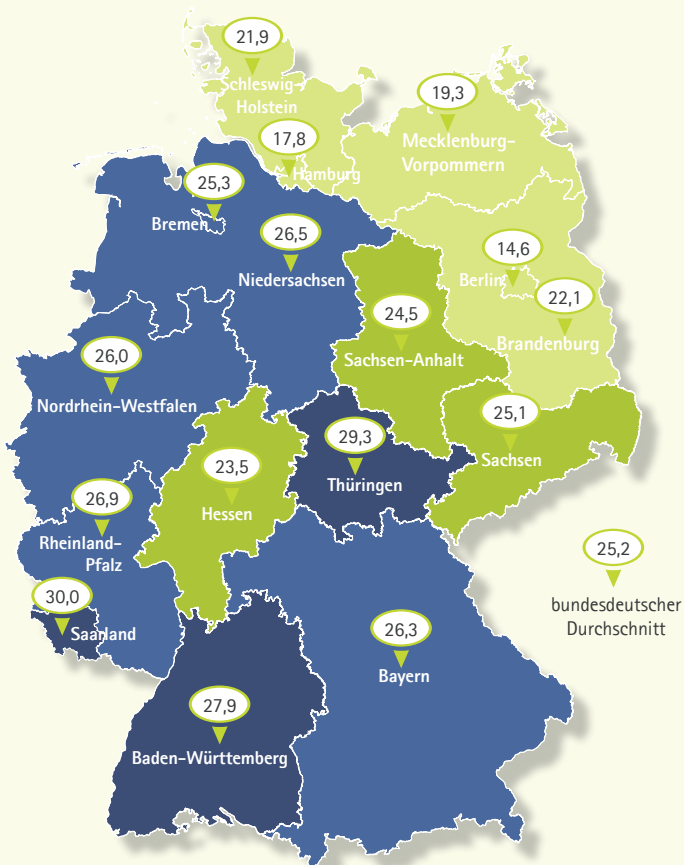 21,9
Schleswig-
Holstein
19,3
Mecklenburg-
Vorpommern
17,8
Hamburg
25,3
Bremen
26,5
Niedersachsen
14,6
Berlin
22,1
Brandenburg
24,5
Sachsen-Anhalt
26,0
Nordrhein-Westfalen
25,1
Sachsen
29,3
Thüringen
23,5
Hessen
26,9
Rheinland-
Pfalz
25,2
bundesdeutscher
Durchschnitt
30,0
Saarland
26,3
Bayern
27,9
Baden-Württemberg